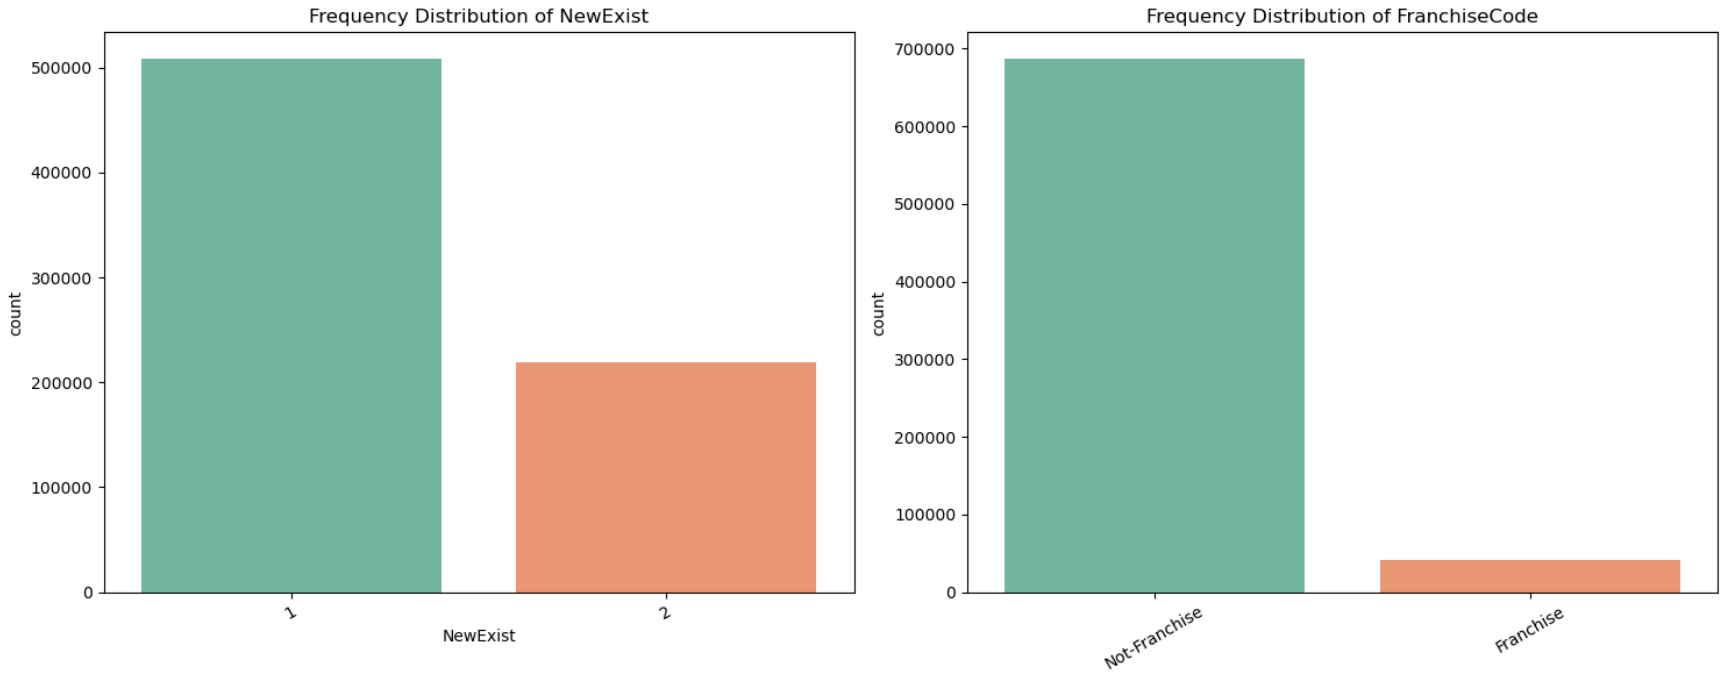 Frequency Distribution of NewExist
500000
400000
300000
200000
100000
0
count
1
2
NewExist
Frequency Distribution of FranchiseCode
700000
600000
500000
400000
300000
200000
100000
0
count
Not-Franchise
Franchise